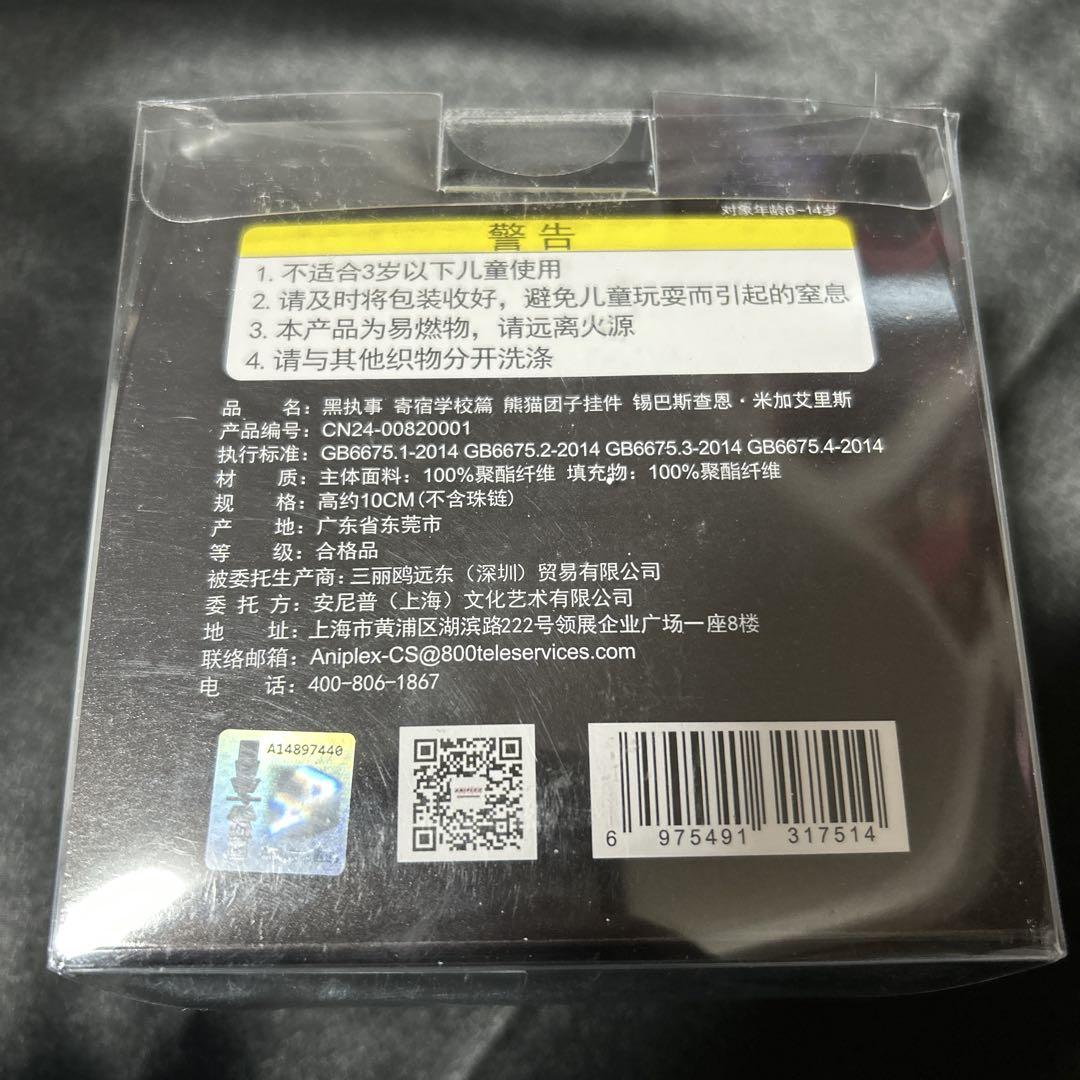 对象年龄6~14岁
警告
1. 不适合3岁以下儿童使用
2. 请及时将包装收好，避免儿童玩耍而引起的窒息
3. 本产品为易燃物，请远离火源
4. 请与其他织物分开洗涤
品 名：黑执事 寄宿学校篇 熊猫团子挂件 锡巴斯查恩·米加艾里斯
产品编号：CN24-00820001
执行标准：GB6675.1-2014 GB6675.2-2014 GB6675.3-2014 GB6675.4-2014
材 质：主体面料：100%聚酯纤维 填充物：100%聚酯纤维
规 格：高约10CM(不含珠链)
产 地：广东省东莞市
等 级：合格品
被委托生产商：三丽鸥远东（深圳）贸易有限公司
委 托 方：安尼普（上海）文化艺术有限公司
地 址：上海市黄浦区湖滨路222号领展企业广场一座8楼
联络邮箱：Aniplex-CS@800teleservices.com
电 话：400-806-1867
A14897440
ANIPLEX
6 975491 317514